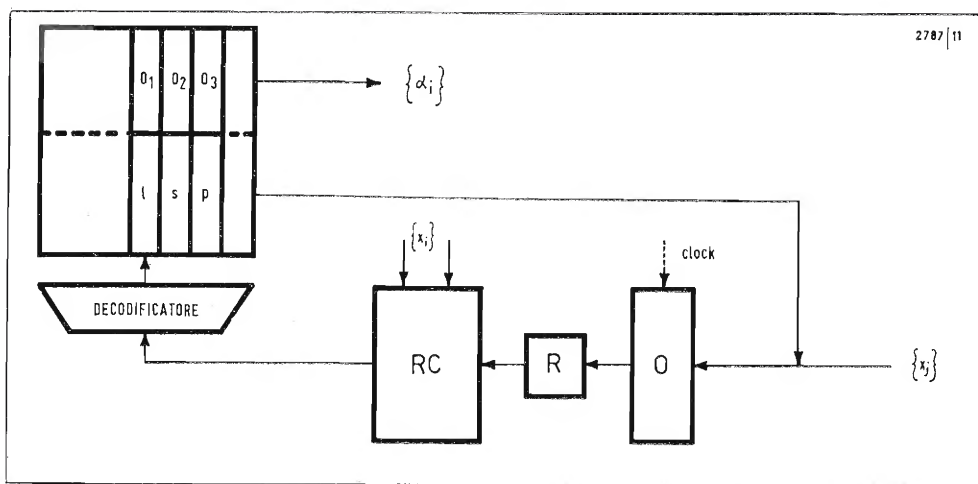 2787|11
O1 O2 O3
{αi}
l s p
{xi}
clock
DECODIFICATORE
RC
R
O
{xj}